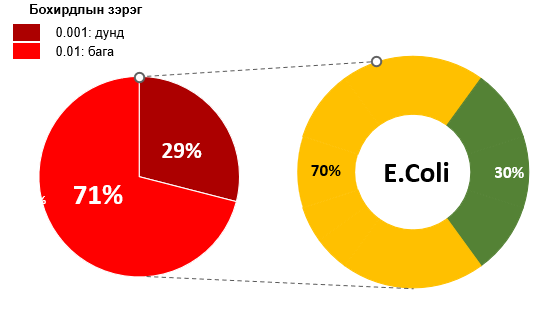 Бохирдлын зэрэг
0.001: дунд
0.01: бага
29%
71%
70%
E.Coli
30%